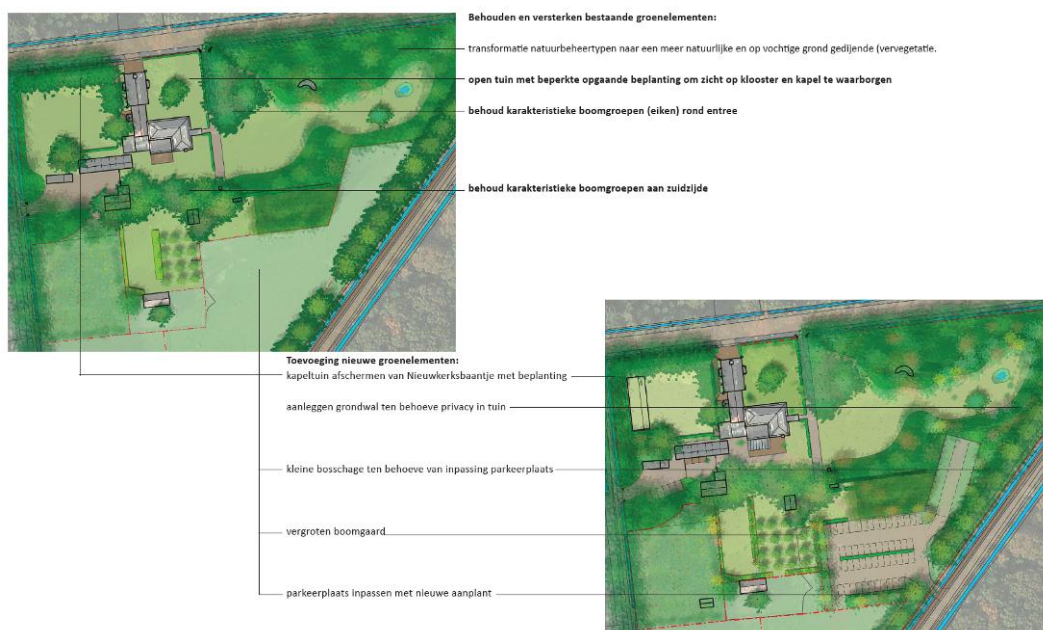 Behouden en versterken bestaande groenelementen:
transformatie natuurbeheertypen naar een meer natuurlijke en op vochtige grond gedijende (vervegetatie.
open tuin met beperkte opgaande beplanting om zicht op klooster en kapel te waarborgen
behoud karakteristieke boomgroepen (eiken) rond entree
behoud karakteristieke boomgroepen aan zuidzijde
Toevoeging nieuwe groenelementen:
kapeltuin afschermen van Nieuwkerksbaantje met beplanting
aanleggen grondwal ten behoeve privacy in tuin
kleine bosschage ten behoeve van inpassing parkeerplaats
vergroten boomgaard
parkeerplaats inpassen met nieuwe aanplant